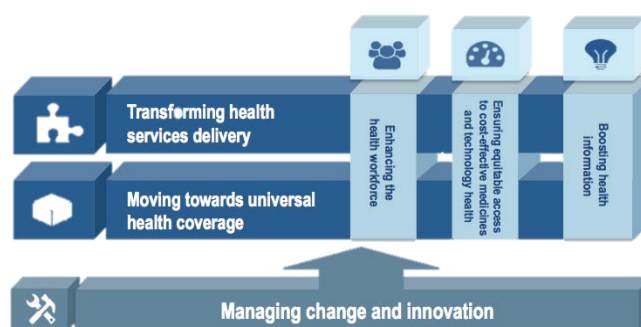 Transforming health
services delivery
Moving towards universal
health coverage
Enhancing the
health workforce
Ensuring equitable access
to cost-effective medicines
and technology health
Boosting health
information
Managing change and innovation